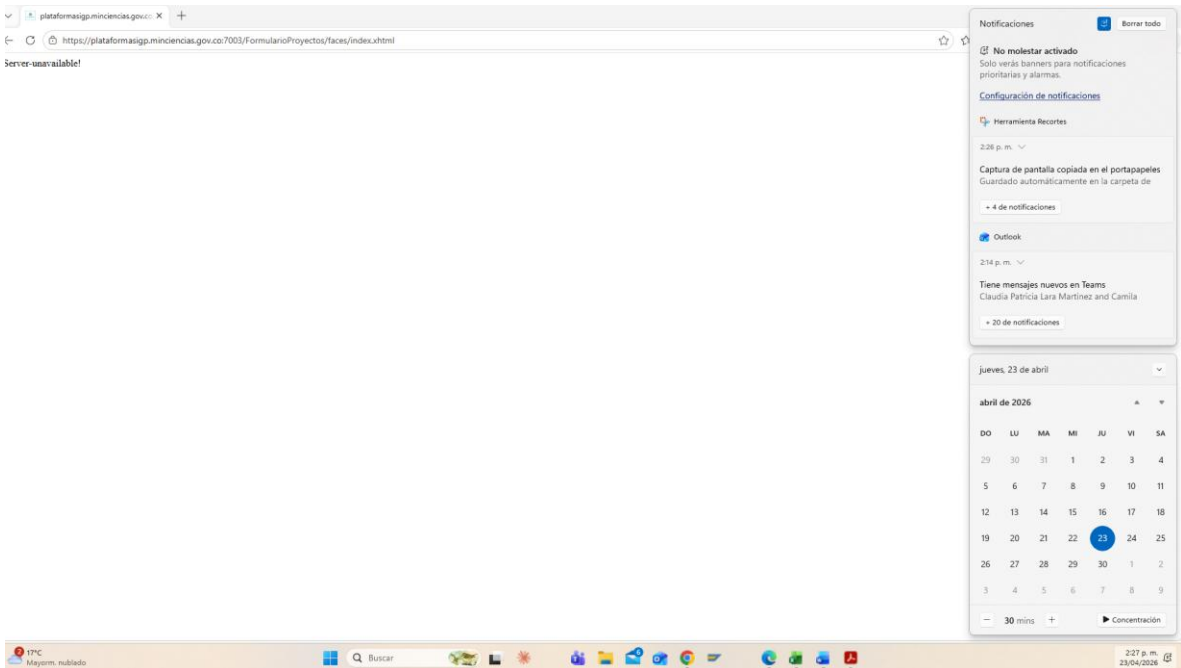 plataformasigp.minciencias.gov.co
https://plataformasigp.minciencias.gov.co:7003/FormularioProyectos/faces/index.xhtml
Server-unavailable!
Notificaciones
Borrar todo
No molestar activado
Solo verás banners para notificaciones
prioritarias y alarmas.
Configuración de notificaciones
Herramienta Recortes
2:26 p. m.
Captura de pantalla copiada en el portapapeles
Guardado automáticamente en la carpeta de
+ 4 de notificaciones
Outlook
2:14 p. m.
Tiene mensajes nuevos en Teams
Claudia Patricia Lara Martinez and Camila
+ 20 de notificaciones
jueves, 23 de abril
abril de 2026
DO LU MA MI JU VI SA
29 30 31 1 2 3 4
5 6 7 8 9 10 11
12 13 14 15 16 17 18
19 20 21 22 23 24 25
26 27 28 29 30 1 2
3 4 5 6 7 8 9
30 mins
Concentración
2
17°C
Mayorm. nublado
Buscar
2:27 p. m.
23/04/2026